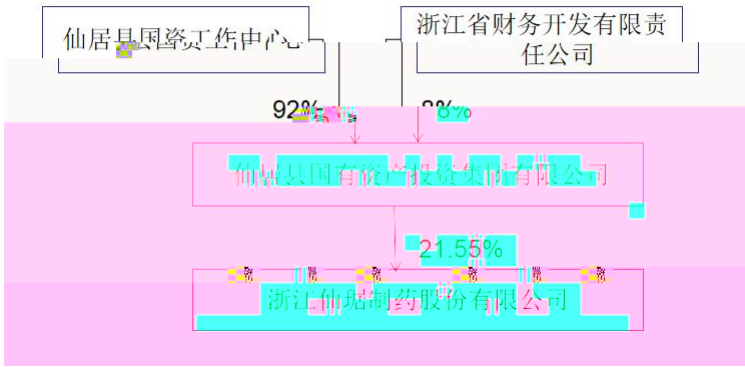 仙居县国资工作中心
浙江省财务开发有限责
任公司
92%
8%
仙居县国有资产投资集团有限公司
21.55%
浙江仙琚制药股份有限公司